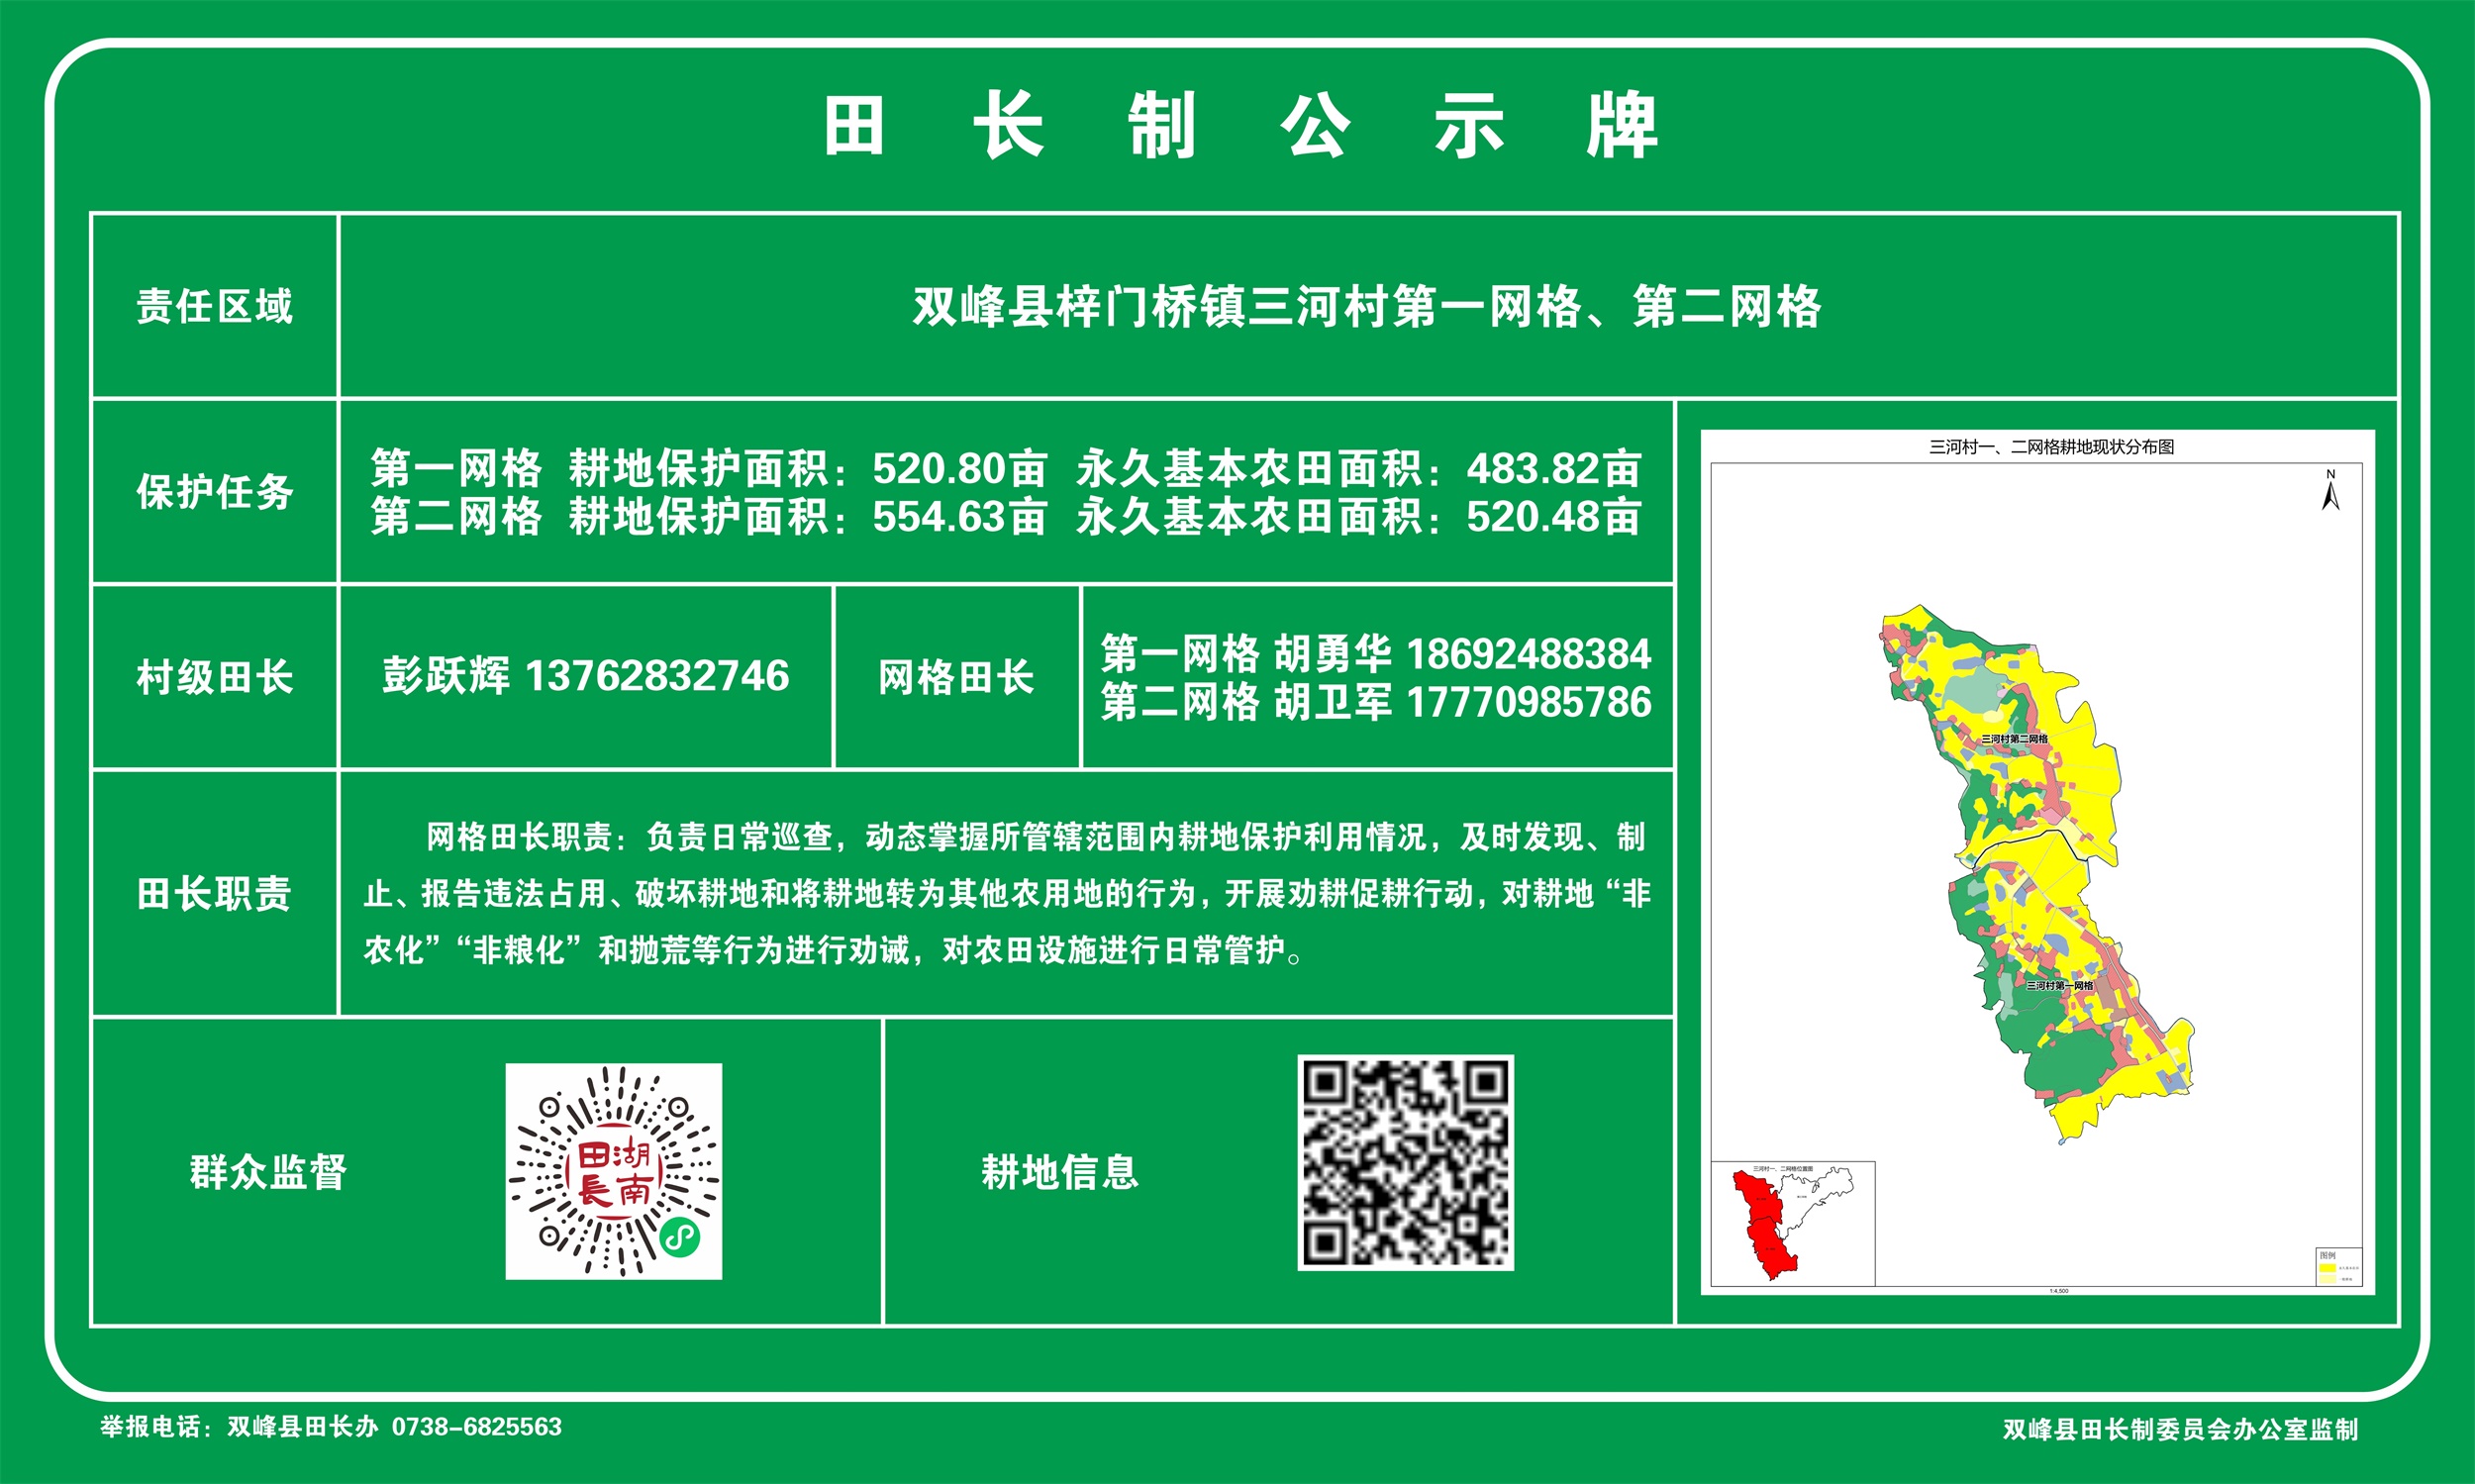 田长制公示牌
责任区域
双峰县梓门桥镇三河村第一网格、第二网格
保护任务
第一网格 耕地保护面积：520.80亩 永久基本农田面积：483.82亩
第二网格 耕地保护面积：554.63亩 永久基本农田面积：520.48亩
村级田长
彭跃辉 13762832746
网格田长
第一网格 胡勇华 18692488384
第二网格 胡卫军 17770985786
田长职责
网格田长职责：负责日常巡查，动态掌握所管辖范围内耕地保护利用情况，及时发现、制
止、报告违法占用、破坏耕地和将耕地转为其他农用地的行为，开展劝耕促耕行动，对耕地“非
农化”“非粮化”和抛荒等行为进行劝诫，对农田设施进行日常管护。
群众监督
田湖
長南
耕地信息
三河村一、二网格耕地现状分布图
N
三河村第二网格
三河村第一网格
三河村一、二网格位置图
图例
1:4,500
举报电话：双峰县田长办 0738-6825563
双峰县田长制委员会办公室监制